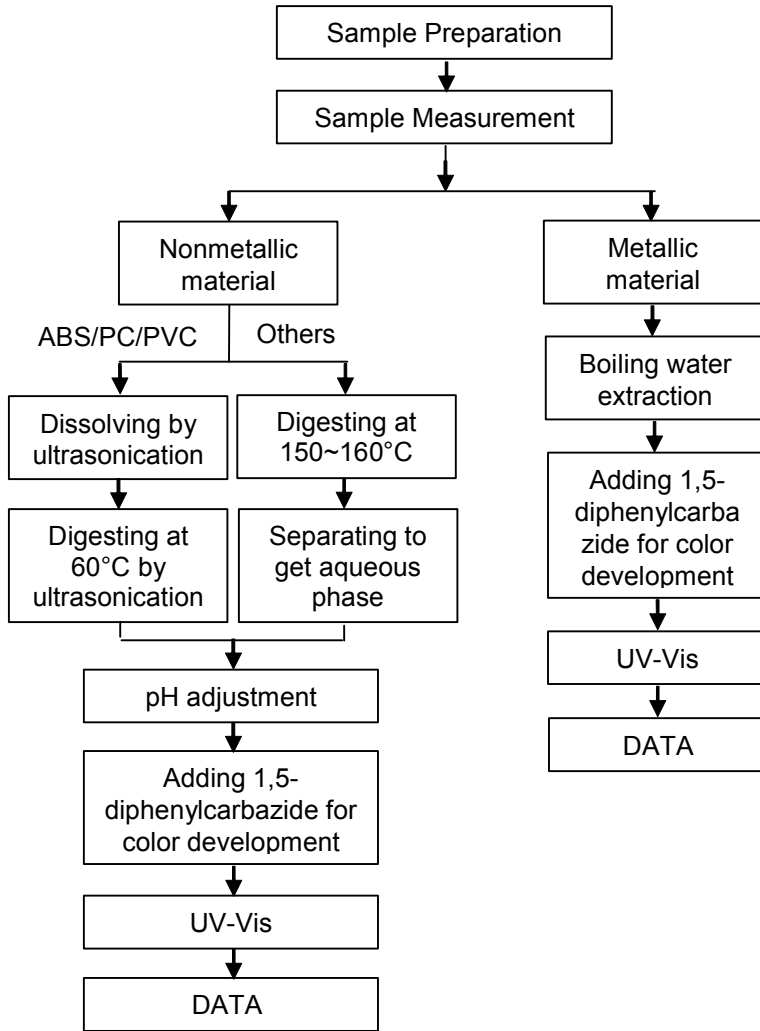 Sample Preparation
Sample Measurement
Nonmetallic
material
Metallic
material
ABS/PC/PVC
Others
Boiling water
extraction
Dissolving by
ultrasonication
Digesting at
150~160°C
Adding 1,5-
diphenylcarba
zide for color
development
Digesting at
60°C by
ultrasonication
Separating to
get aqueous
phase
UV-Vis
pH adjustment
DATA
Adding 1,5-
diphenylcarbazide for
color development
UV-Vis
DATA